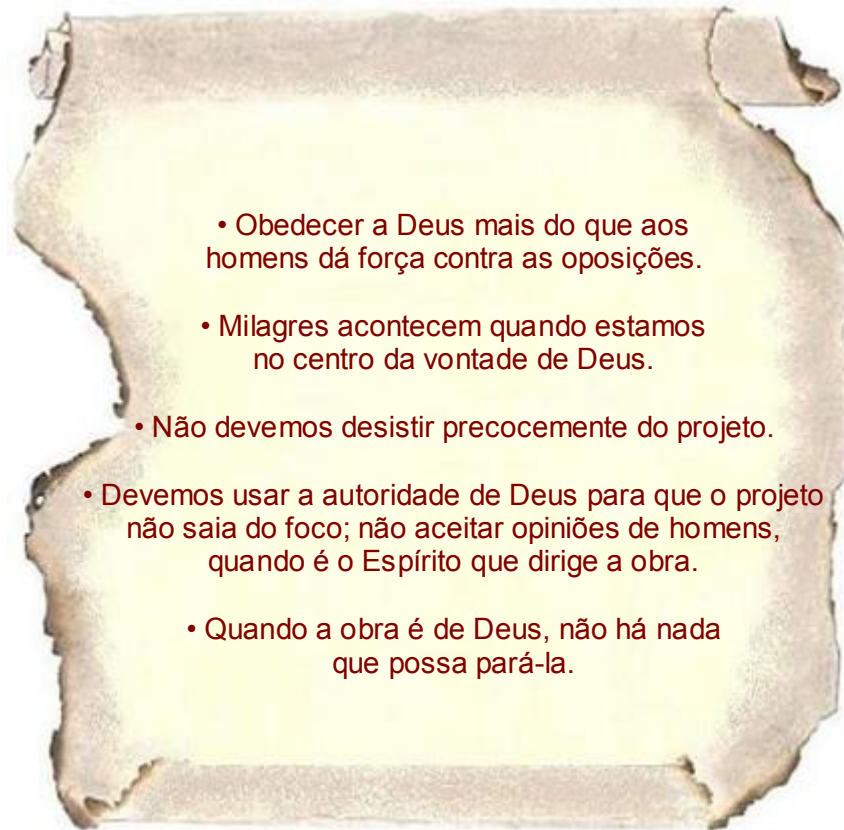 • Obedecer a Deus mais do que aos
homens dá força contra as oposições.
• Milagres acontecem quando estamos
no centro da vontade de Deus.
• Não devemos desistir precocemente do projeto.
• Devemos usar a autoridade de Deus para que o projeto
não saia do foco; não aceitar opiniões de homens,
quando é o Espírito que dirige a obra.
• Quando a obra é de Deus, não há nada
que possa pará-la.